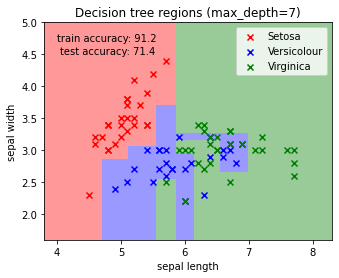 Decision tree regions (max_depth=7)
train accuracy: 91.2
test accuracy: 71.4
Setosa
Versicolour
Virginica
sepal width
5.0
4.5
4.0
3.5
3.0
2.5
2.0
4 5 6 7 8
sepal length